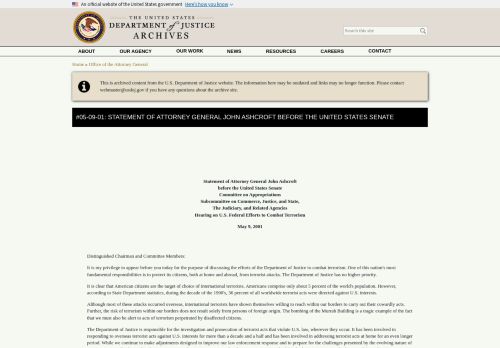 An official website of the United States government Here's how you know
THE UNITED STATES
DEPARTMENT of JUSTICE
ARCHIVES
Search this site
ABOUT OUR AGENCY OUR WORK NEWS RESOURCES CAREERS CONTACT
Home » Office of the Attorney General
This is archived content from the U.S. Department of Justice website. The information here may be outdated and links may no longer function. Please contact
webmaster@usdoj.gov if you have any questions about the archive site.
#05-09-01: STATEMENT OF ATTORNEY GENERAL JOHN ASHCROFT BEFORE THE UNITED STATES SENATE
Statement of Attorney General John Ashcroft
before the United States Senate
Committee on Appropriations
Subcommittee on Commerce, Justice, and State,
The Judiciary, and Related Agencies
Hearing on U.S. Federal Efforts to Combat Terrorism
May 9, 2001
Distinguished Chairmen and Committee Members:
It is my privilege to appear before you today for the purpose of discussing the efforts of the Department of Justice to combat terrorism. One of this nation's most
fundamental responsibilities is to protect its citizens, both at home and abroad, from terrorist attacks. The Department of Justice has no higher priority.
It is clear that American citizens are the target of choice of international terrorists. Americans comprise only about 5 percent of the world's population. However,
according to State Department statistics, during the decade of the 1990's, 36 percent of all worldwide terrorist acts were directed against U.S. interests.
Although most of these attacks occurred overseas, international terrorists have shown themselves willing to reach within our borders to carry out their cowardly acts.
Further, the risk of terrorism within our borders does not result solely from persons of foreign origin. The bombing of the Murrah Building is a tragic example of the fact
that we must also be alert to acts of terrorism perpetrated by disaffected citizens.
The Department of Justice is responsible for the investigation and prosecution of terrorist acts that violate U.S. law, wherever they occur. It has been involved in
responding to overseas terrorist acts against U.S. interests for more than a decade and a half and has been involved in addressing terrorist acts at home for an even longer
period. While we continue to make adjustments designed to improve our law enforcement response and to prepare for the challenges presented by the evolving nature of